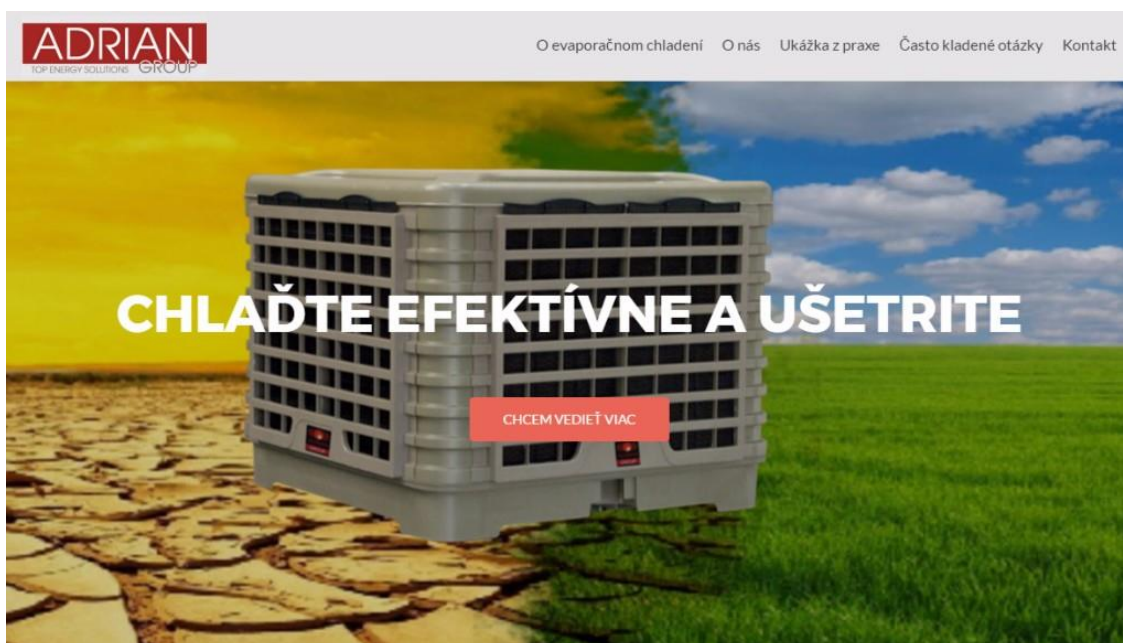 ADRIAN
TOP ENERGY SOLUTIONS GROUP
O evaporačnom chladení O nás Ukážka z praxe Často kladené otázky Kontakt
CHLAĎTE EFEKTÍVNE A UŠETRITE
CHCEM VEDIEŤ VIAC